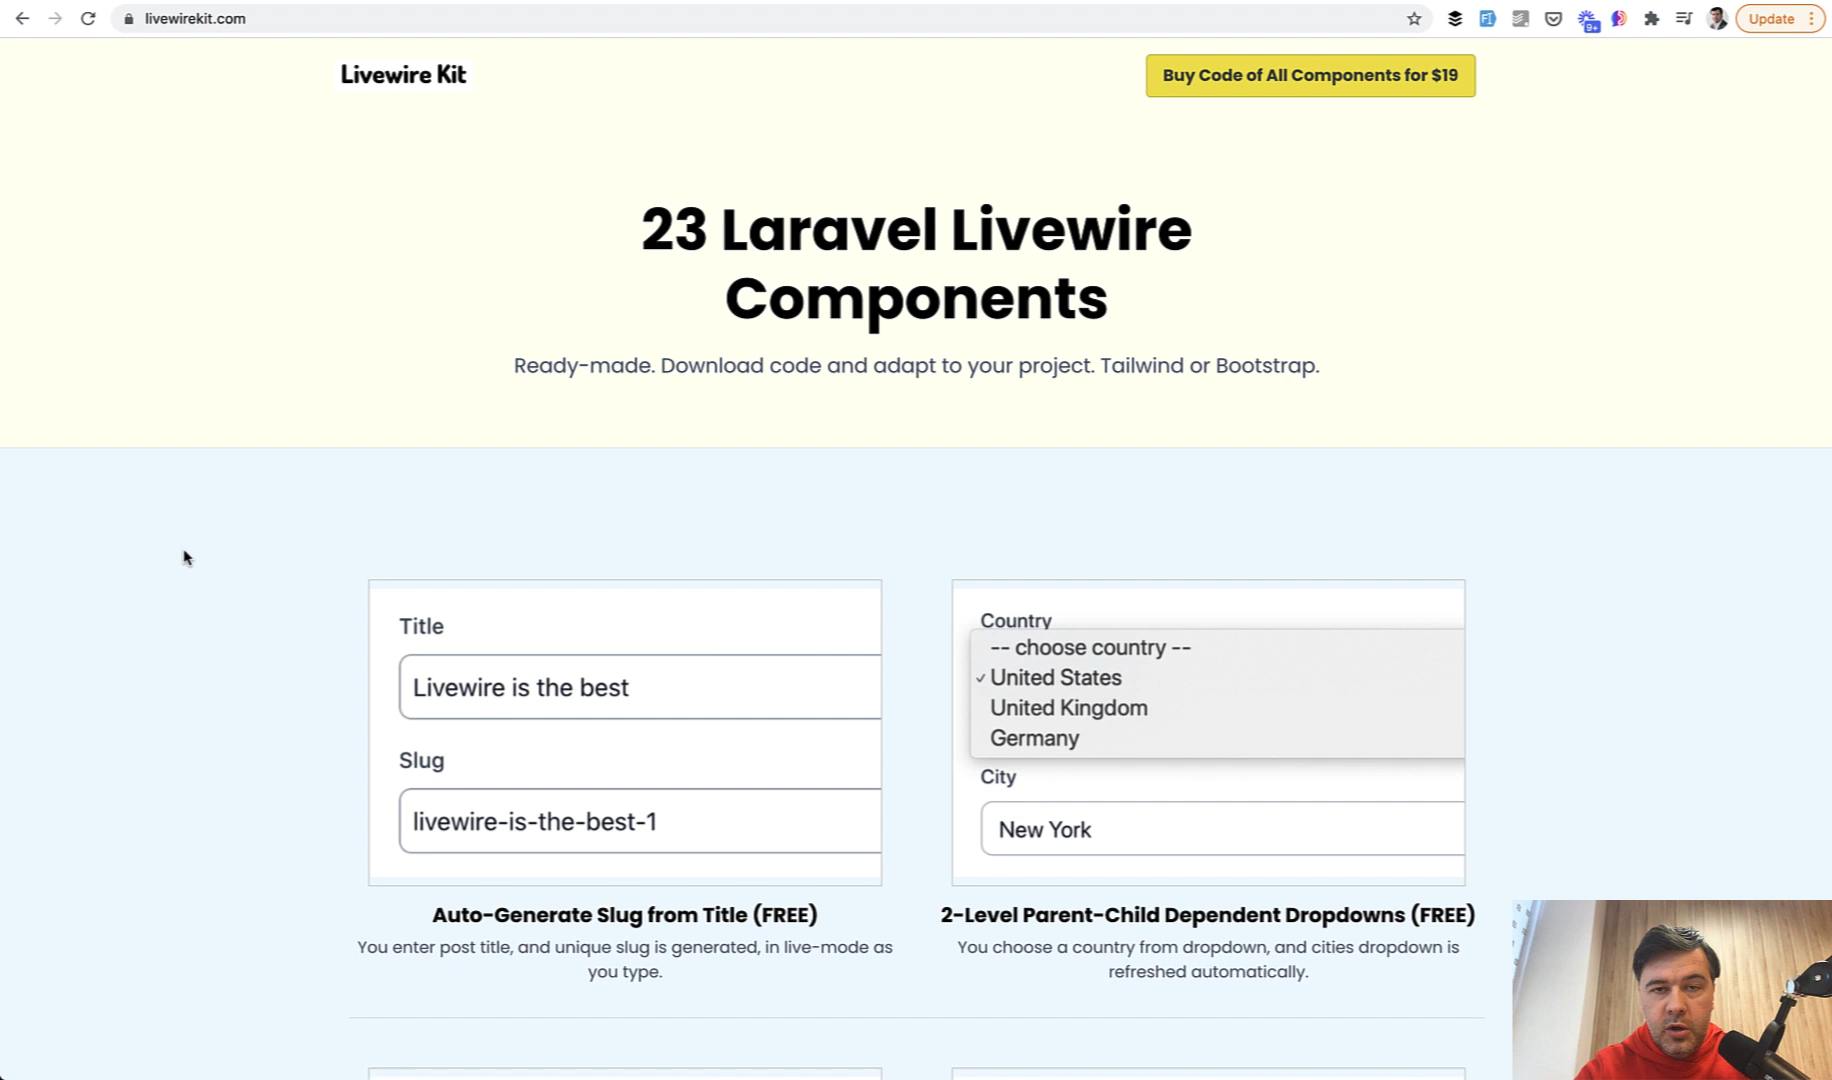 livewirekit.com
Update
9+
Livewire Kit
Buy Code of All Components for $19
23 Laravel Livewire
Components
Ready-made. Download code and adapt to your project. Tailwind or Bootstrap.
Title
Livewire is the best
Slug
livewire-is-the-best-1
Country
-- choose country --
✓ United States
United Kingdom
Germany
City
New York
Auto-Generate Slug from Title (FREE)
You enter post title, and unique slug is generated, in live-mode as
you type.
2-Level Parent-Child Dependent Dropdowns (FREE)
You choose a country from dropdown, and cities dropdown is
refreshed automatically.